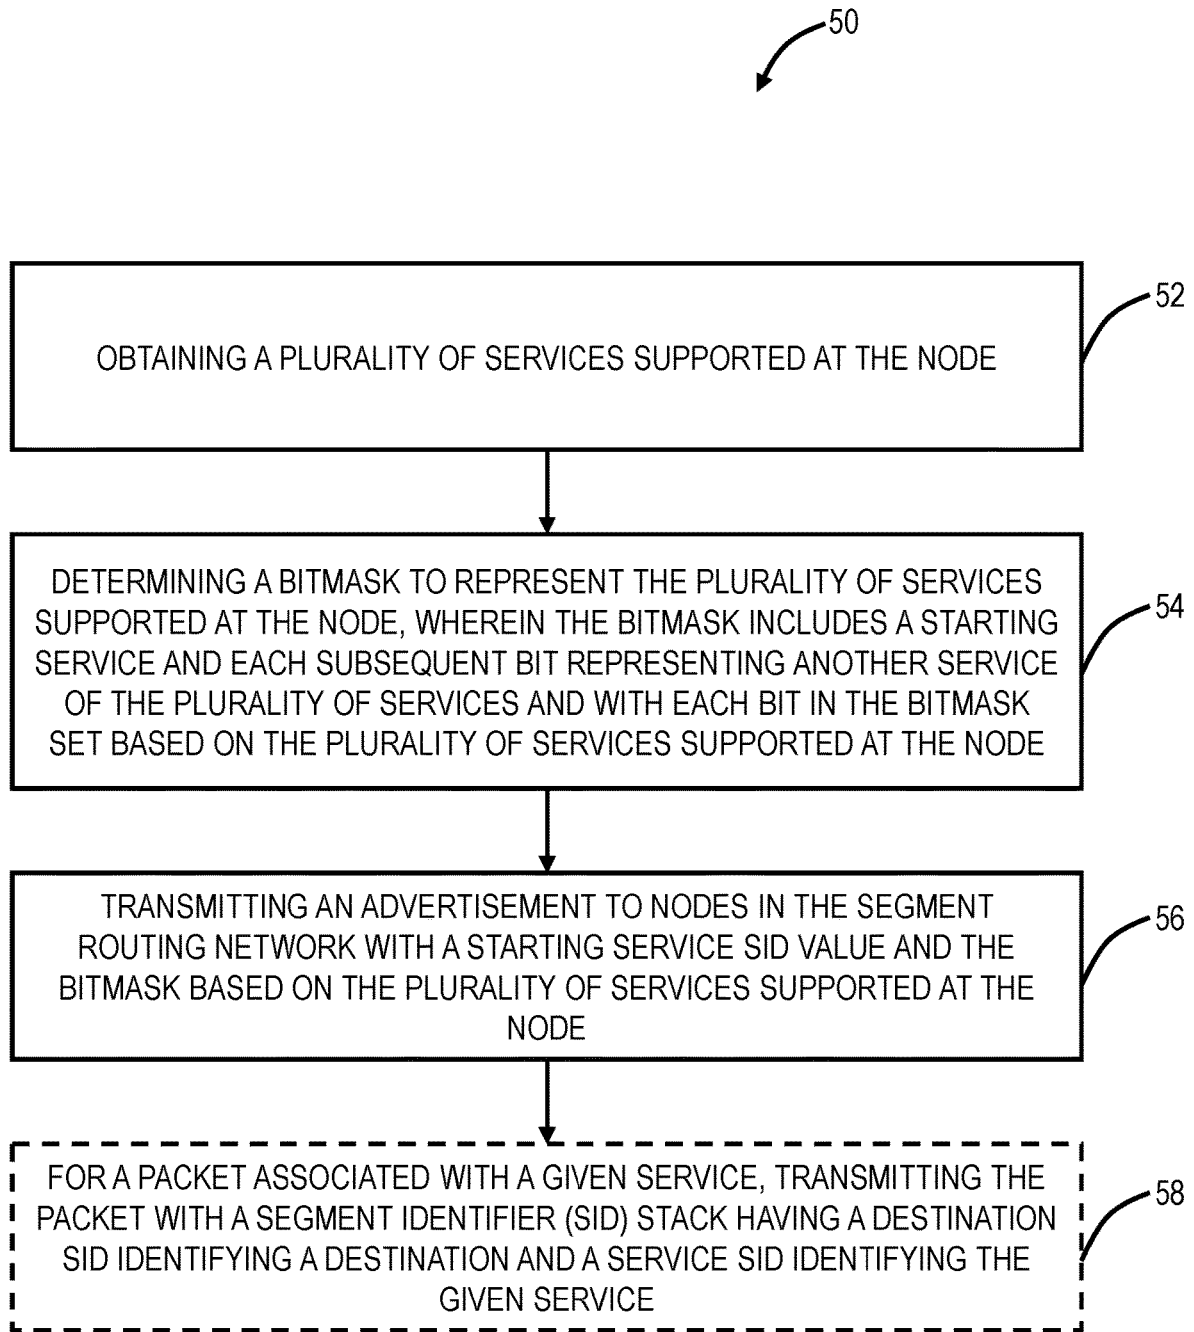 50
OBTAINING A PLURALITY OF SERVICES SUPPORTED AT THE NODE
52
DETERMINING A BITMASK TO REPRESENT THE PLURALITY OF SERVICES
SUPPORTED AT THE NODE, WHEREIN THE BITMASK INCLUDES A STARTING
SERVICE AND EACH SUBSEQUENT BIT REPRESENTING ANOTHER SERVICE
OF THE PLURALITY OF SERVICES AND WITH EACH BIT IN THE BITMASK
SET BASED ON THE PLURALITY OF SERVICES SUPPORTED AT THE NODE
54
TRANSMITTING AN ADVERTISEMENT TO NODES IN THE SEGMENT
ROUTING NETWORK WITH A STARTING SERVICE SID VALUE AND THE
BITMASK BASED ON THE PLURALITY OF SERVICES SUPPORTED AT THE
NODE
56
FOR A PACKET ASSOCIATED WITH A GIVEN SERVICE, TRANSMITTING THE
PACKET WITH A SEGMENT IDENTIFIER (SID) STACK HAVING A DESTINATION
SID IDENTIFYING A DESTINATION AND A SERVICE SID IDENTIFYING THE
GIVEN SERVICE
58